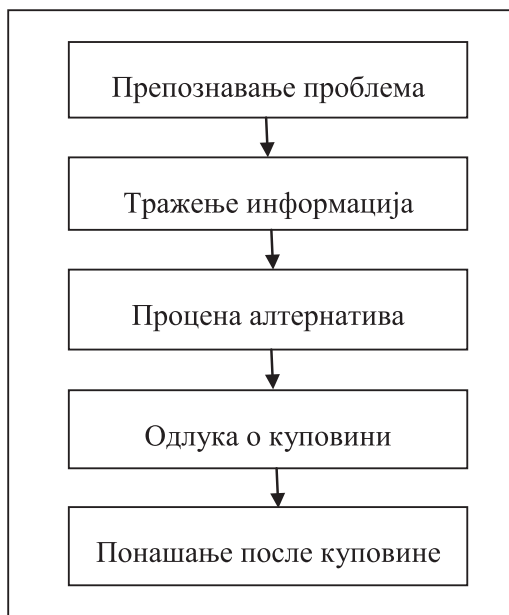 Препознавање проблема
Тражење информација
Процена алтернатива
Одлука о куповини
Понашање после куповине